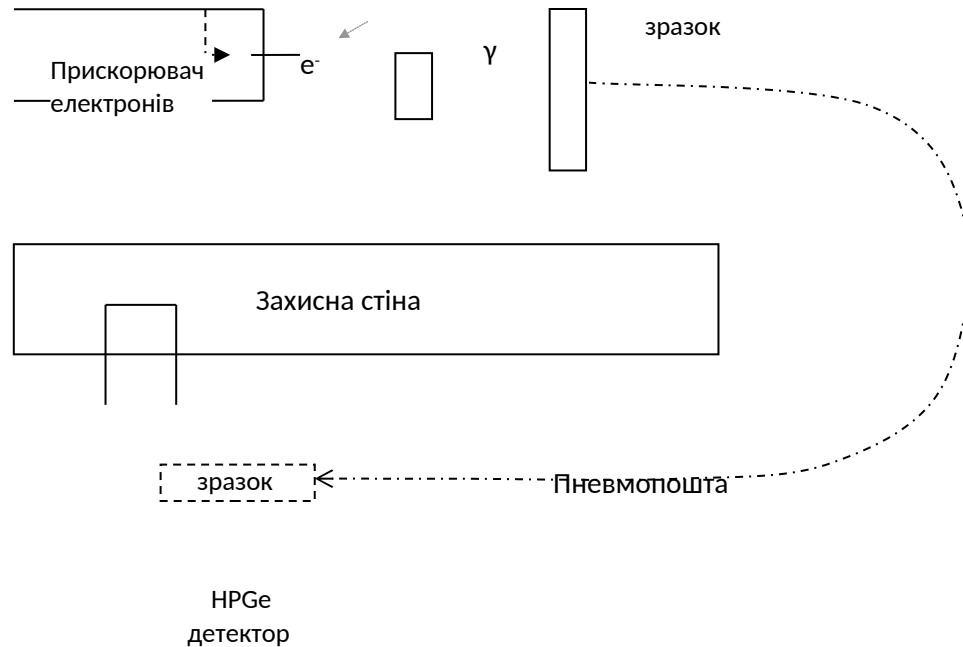 зразок
γ
e-
Прискорювач
електронів
Захисна стіна
зразок
Пневмопошта
HPGe
детектор